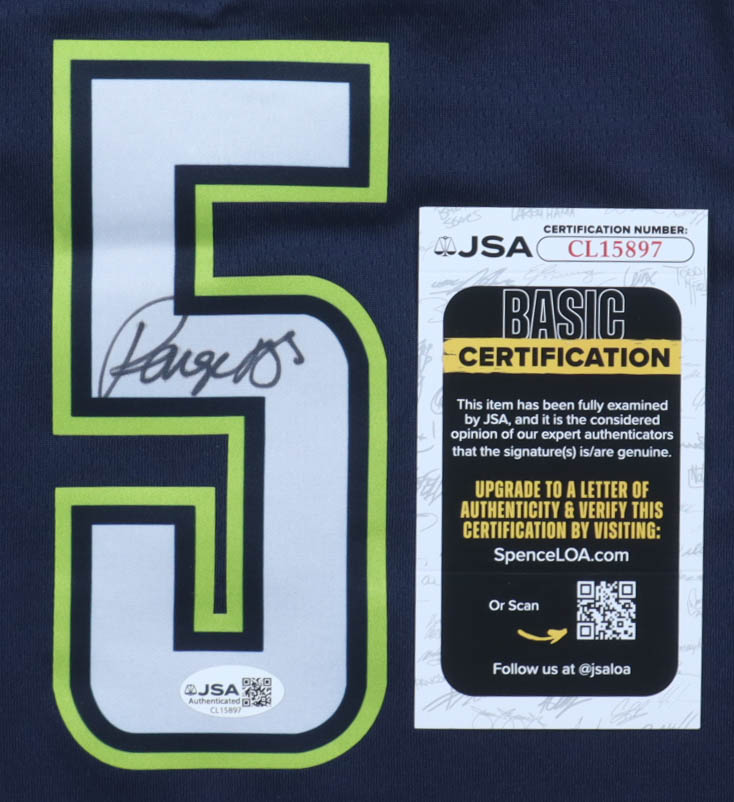 5
JSA
CERTIFICATION NUMBER:
CL15897
BASIC
CERTIFICATION
This item has been fully examined
by JSA, and it is the considered
opinion of our expert authenticators
that the signature(s) is/are genuine.
UPGRADE TO A LETTER OF
AUTHENTICITY & VERIFY THIS
CERTIFICATION BY VISITING:
SpenceLOA.com
Or Scan
Follow us at @jsaloa
JSA
Authenticated
CL15897